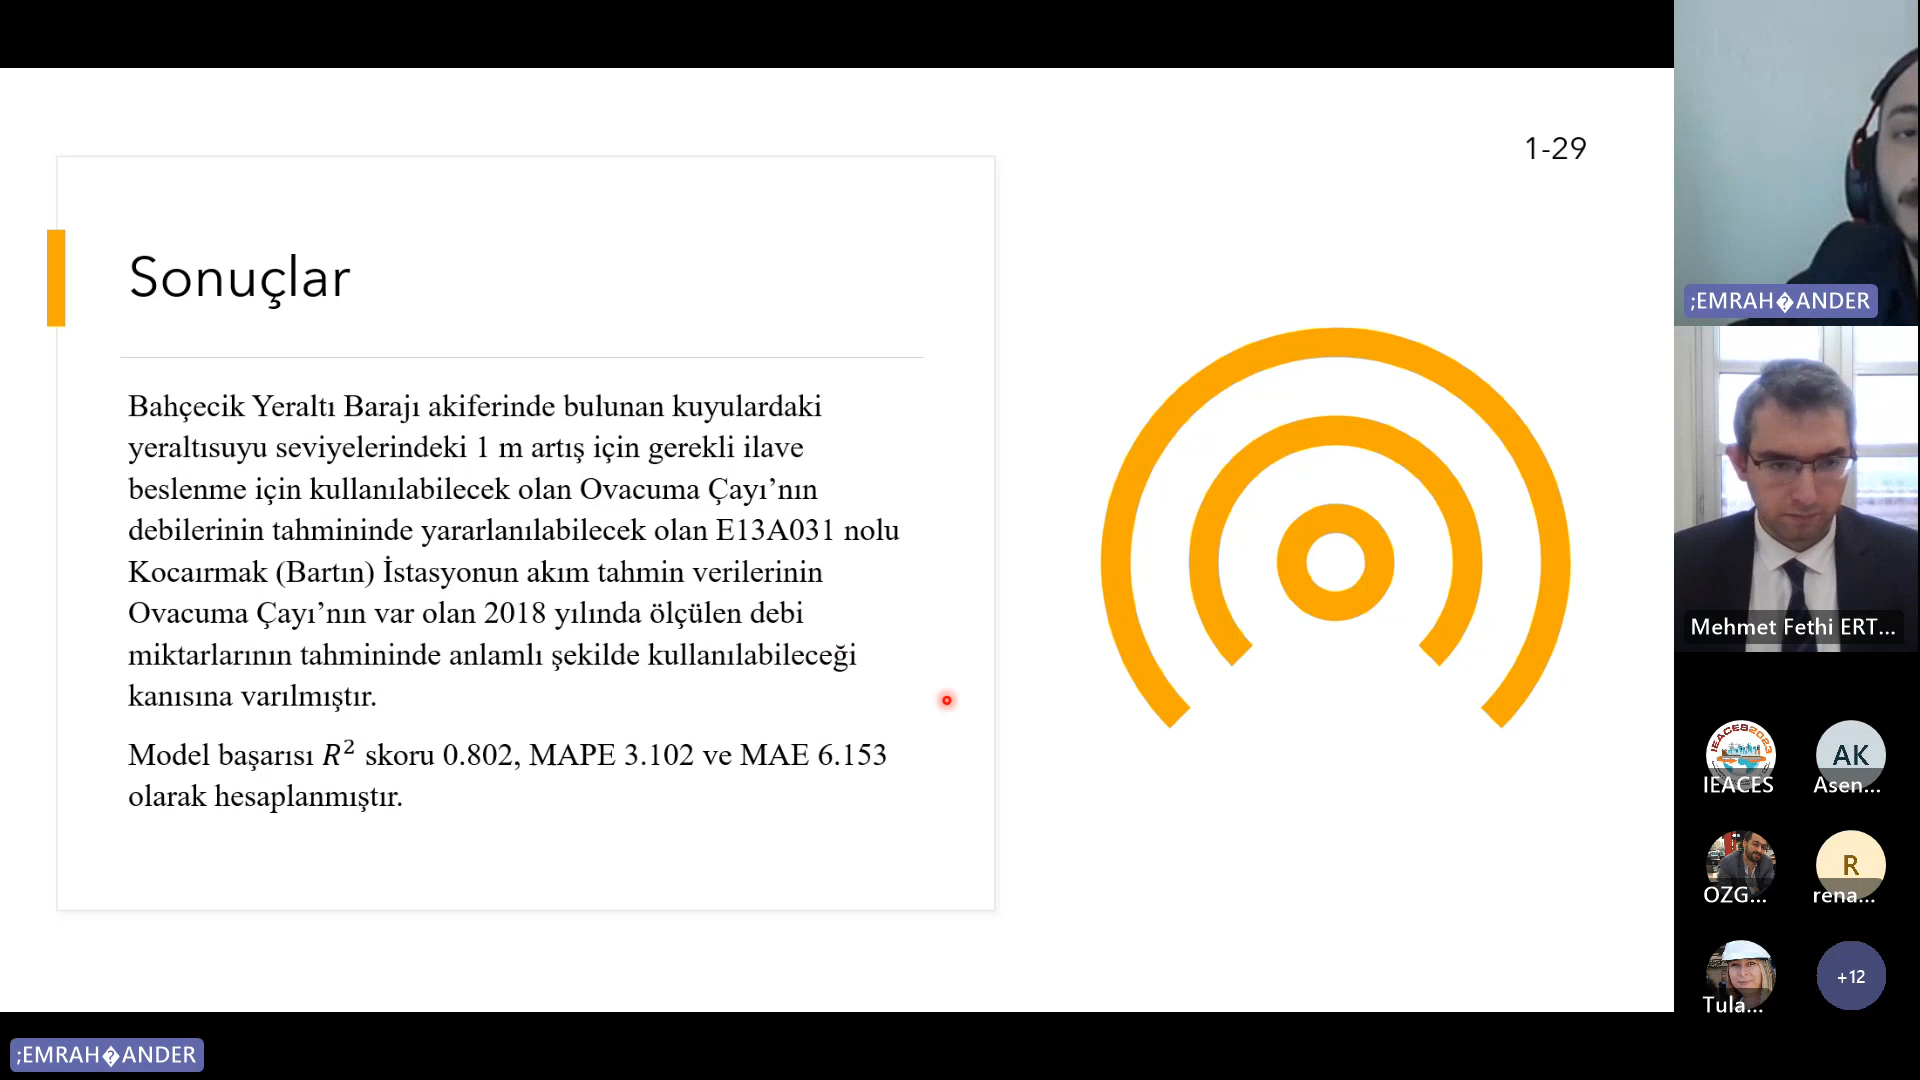 1-29
Sonuçlar
Bahçecik Yeraltı Barajı akiferinde bulunan kuyulardaki
yeraltısuyu seviyelerindeki 1 m artış için gerekli ilave
beslenme için kullanılabilecek olan Ovacuma Çayı’nın
debilerinin tahmininde yararlanılabilecek olan E13A031 nolu
Kocaırmak (Bartın) İstasyonun akım tahmin verilerinin
Ovacuma Çayı’nın var olan 2018 yılında ölçülen debi
miktarlarının tahmininde anlamlı şekilde kullanılabileceği
kanısına varılmıştır.
Model başarısı R² skoru 0.802, MAPE 3.102 ve MAE 6.153
olarak hesaplanmıştır.
;EMRAH�ANDER
Mehmet Fethi ERT...
IEACES2023
AK
IEACES
Asen...
R
OZG...
rena...
+12
Tula...
;EMRAH�ANDER